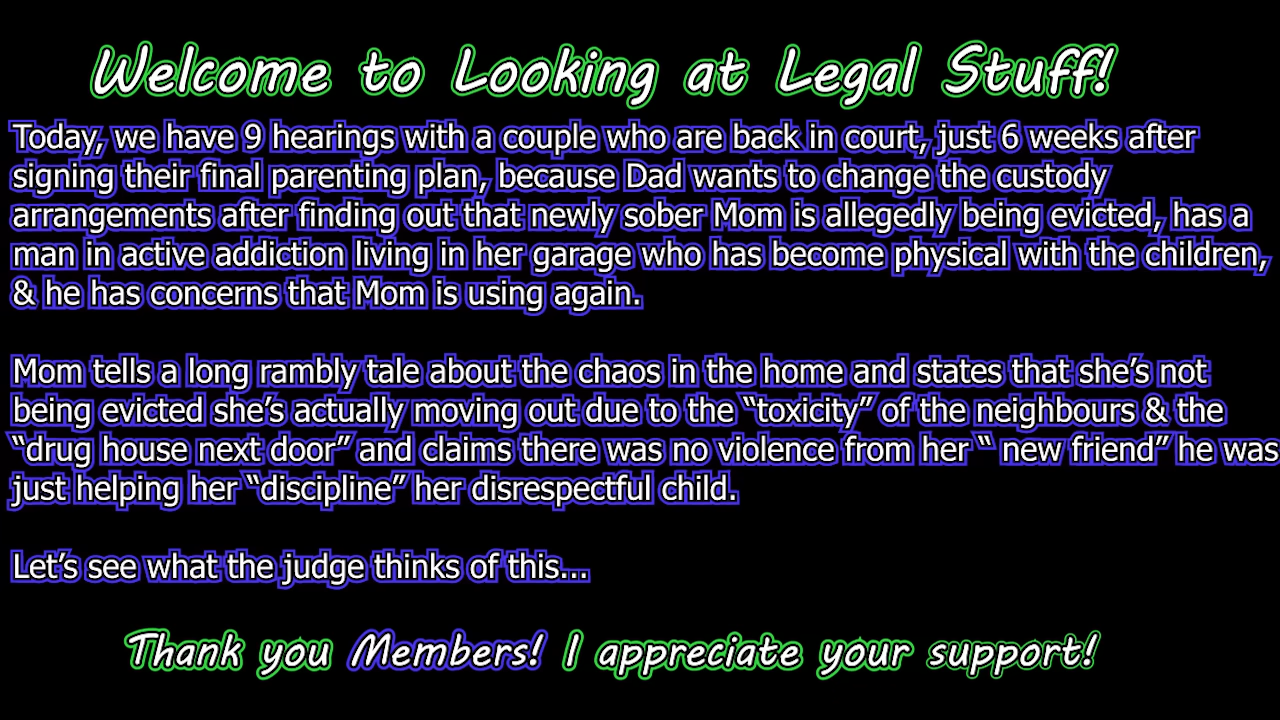 Welcome to Looking at Legal Stuff!
Today, we have 9 hearings with a couple who are back in court, just 6 weeks after
signing their final parenting plan, because Dad wants to change the custody
arrangements after finding out that newly sober Mom is allegedly being evicted, has a
man in active addiction living in her garage who has become physical with the children,
& he has concerns that Mom is using again.
Mom tells a long rambly tale about the chaos in the home and states that she’s not
being evicted she’s actually moving out due to the “toxicity” of the neighbours & the
“drug house next door” and claims there was no violence from her “ new friend” he was
just helping her “discipline” her disrespectful child.
Let’s see what the judge thinks of this...
Thank you Members! I appreciate your support!